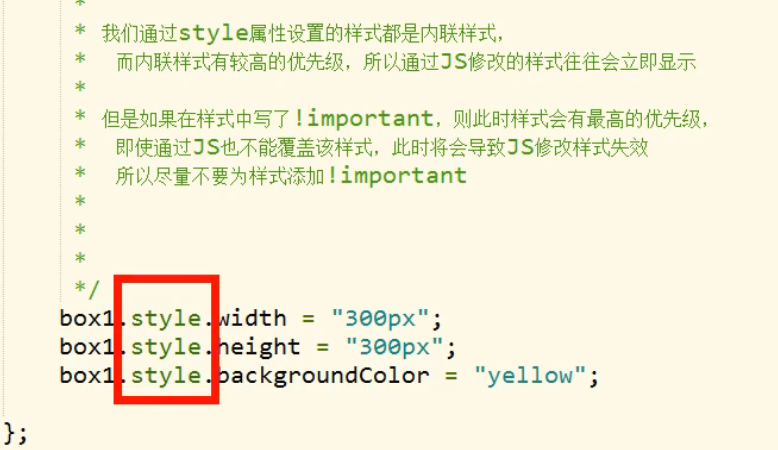 *
* 我们通过style属性设置的样式都是内联样式，
* 而内联样式有较高的优先级，所以通过JS修改的样式往往会立即显示
*
* 但是如果在样式中写了!important，则此时样式会有最高的优先级，
* 即使通过JS也不能覆盖该样式，此时将会导致JS修改样式失效
* 所以尽量不要为样式添加!important
*
*
*
*/
box1.style.width = "300px";
box1.style.height = "300px";
box1.style.backgroundColor = "yellow";
};